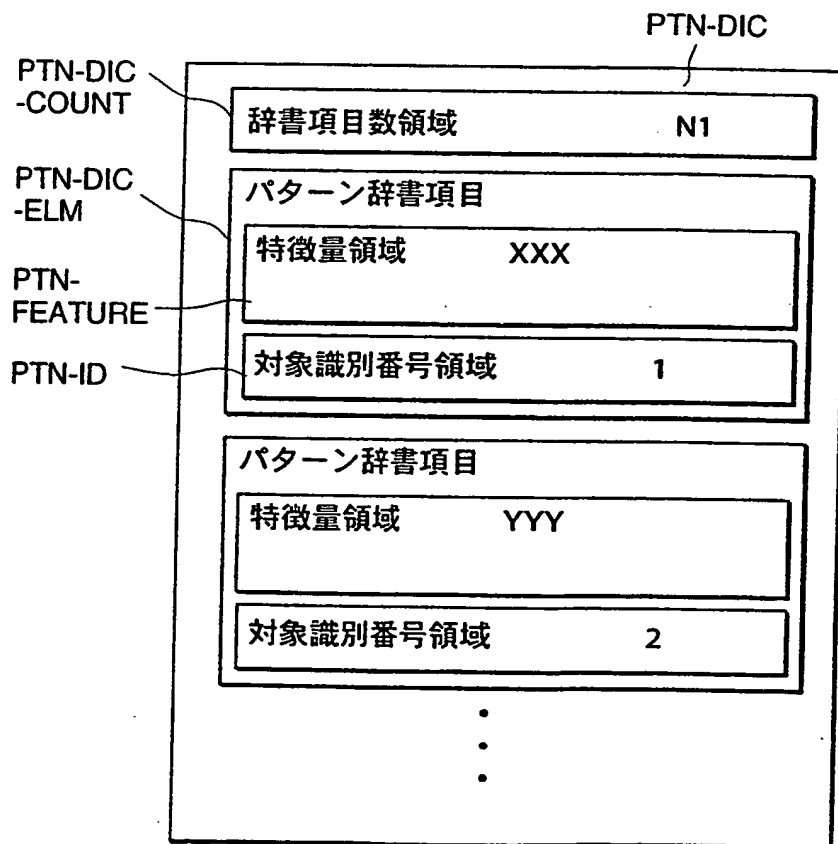 PTN-DIC
PTN-DIC
-COUNT
辞書項目数領域 N1
PTN-DIC
-ELM
パターン辞書項目
特徴量領域 XXX
PTN-
FEATURE
PTN-ID
対象識別番号領域 1
パターン辞書項目
特徴量領域 YYY
対象識別番号領域 2